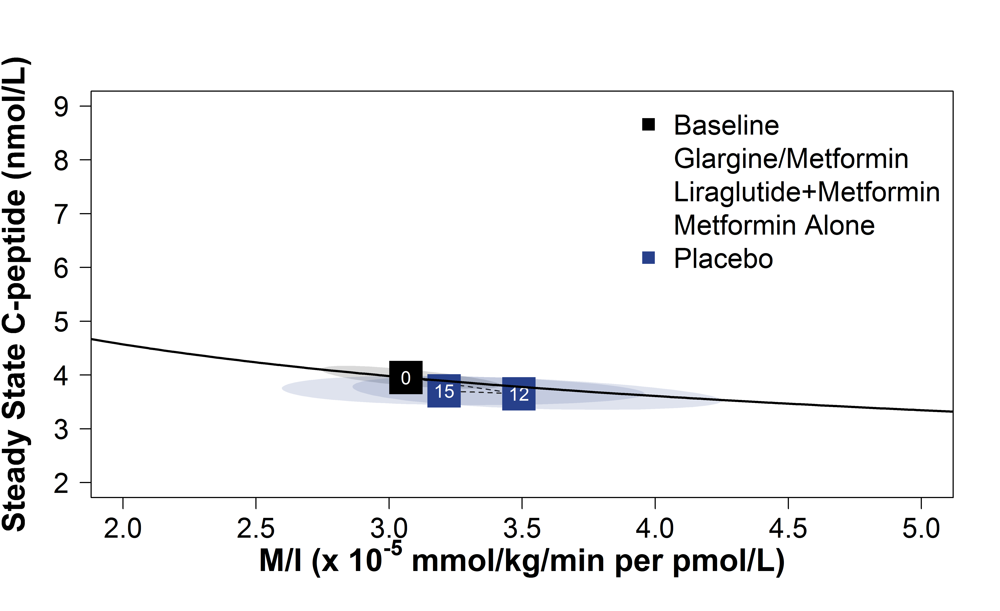 Steady State C-peptide (nmol/L)
9
8
7
6
5
4
3
2
Baseline
Glargine/Metformin
Liraglutide+Metformin
Metformin Alone
Placebo
0
15
12
2.0 2.5 3.0 3.5 4.0 4.5 5.0
M/I (x 10⁻⁵ mmol/kg/min per pmol/L)